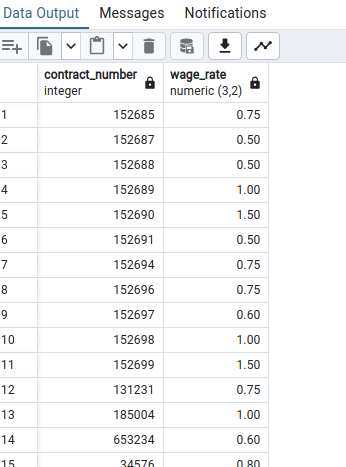 Data Output Messages Notifications
contract_number wage_rate
integer numeric (3,2)
1 152685 0.75
2 152687 0.50
3 152688 0.50
4 152689 1.00
5 152690 1.50
6 152691 0.50
7 152694 0.75
8 152696 0.75
9 152697 0.60
10 152698 1.00
11 152699 1.50
12 131231 0.75
13 185004 1.00
14 653234 0.60
15 34576 0.80